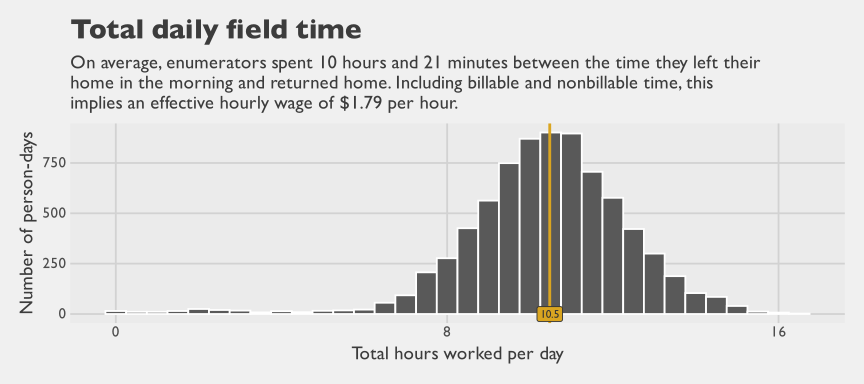 Total daily field time
On average, enumerators spent 10 hours and 21 minutes between the time they left their
home in the morning and returned home. Including billable and nonbillable time, this
implies an effective hourly wage of $1.79 per hour.
Number of person-days
750
500
250
0
10.5
0
8
16
Total hours worked per day